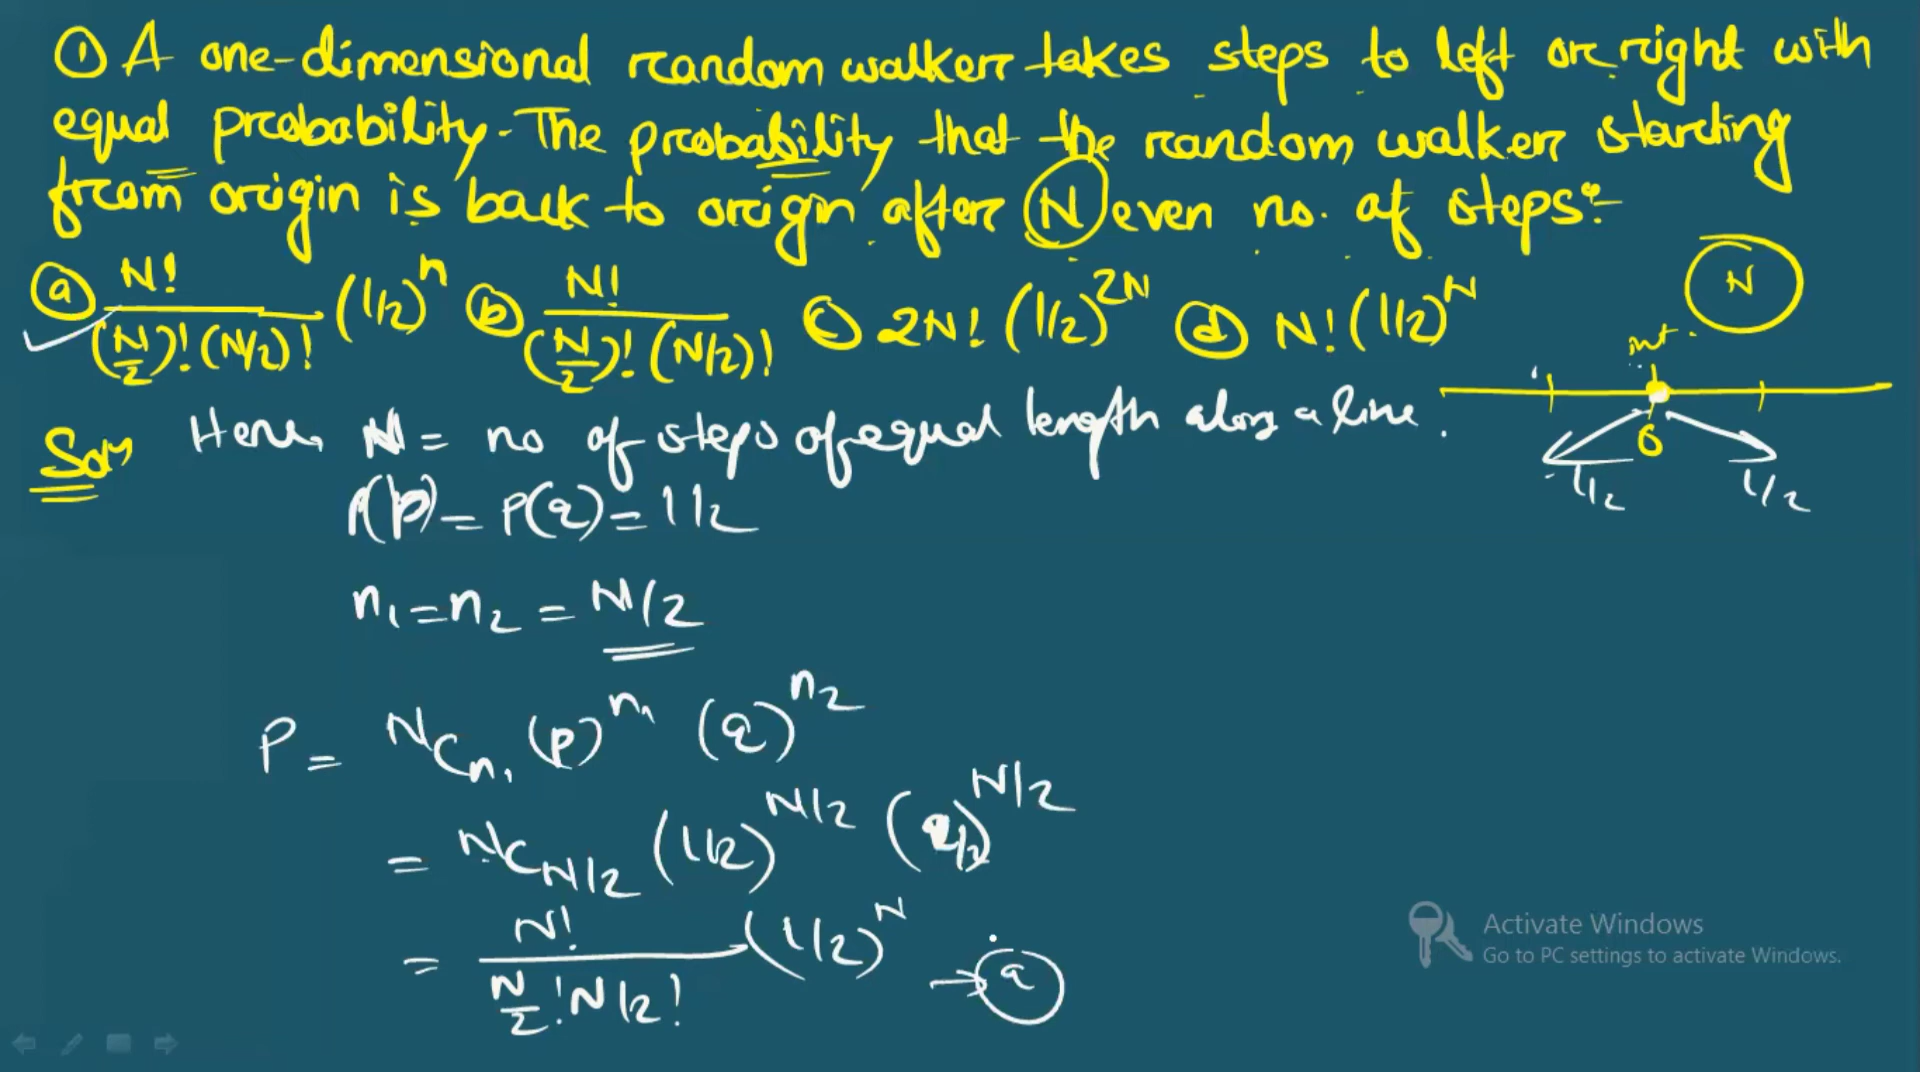 ① A one-dimensional random walker takes steps to left or right with
equal probability. The probability that the random walker starting
from origin is back to origin after N even no. of steps:-
ⓐ N!/((N/2)!(N/2)!) (1/2)^n ⓑ N!/((N/2)!(N/2)!) ⓒ 2N! (1/2)^2N ⓓ N! (1/2)^N
N
int.
0
1/2 1/2
Soln Here, N = no of steps of equal length along a line.
P(p) = P(q) = 1/2
n₁ = n₂ = N/2
P = NCn₁ (p)^n₁ (q)^n₂
= NCN/2 (1/2)^N/2 (1/2)^N/2
= N!/(N/2! N/2!) (1/2)^N → ⓐ
Activate Windows
Go to PC settings to activate Windows.